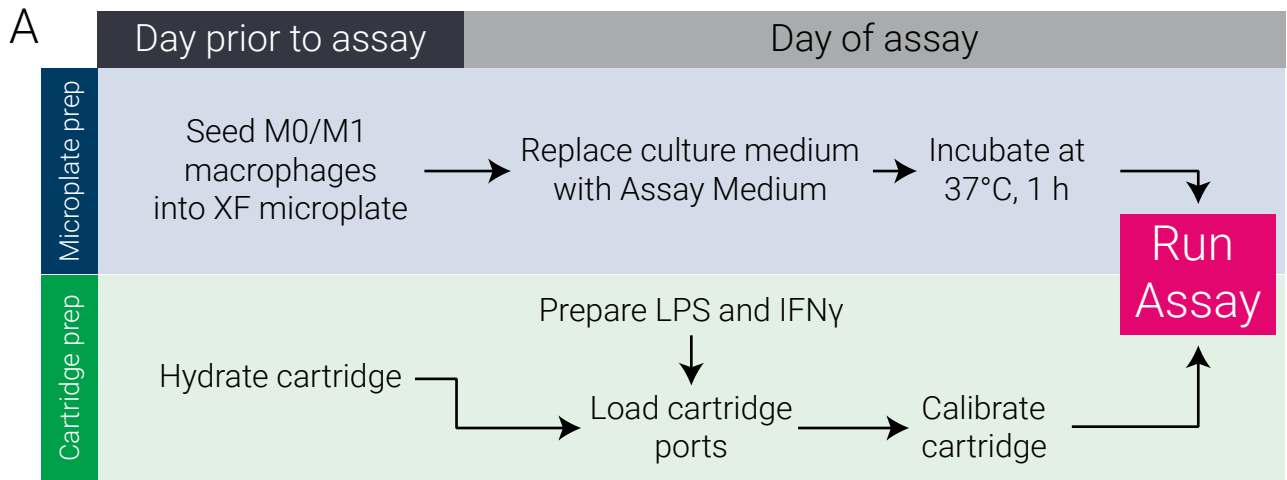 A
Day prior to assay
Day of assay
Microplate prep
Seed M0/M1
macrophages
into XF microplate
Replace culture medium
with Assay Medium
Incubate at
37°C, 1 h
Run
Assay
Cartridge prep
Prepare LPS and IFNγ
Hydrate cartridge
Load cartridge
ports
Calibrate
cartridge